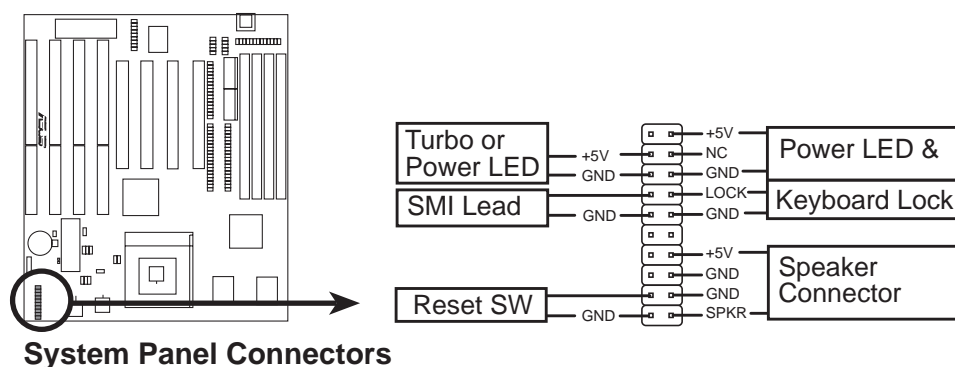 Turbo or
Power LED
+5V
GND
SMI Lead
GND
Reset SW
GND
+5V
NC
GND
LOCK
GND
+5V
GND
GND
SPKR
Power LED &
Keyboard Lock
Speaker
Connector
System Panel Connectors